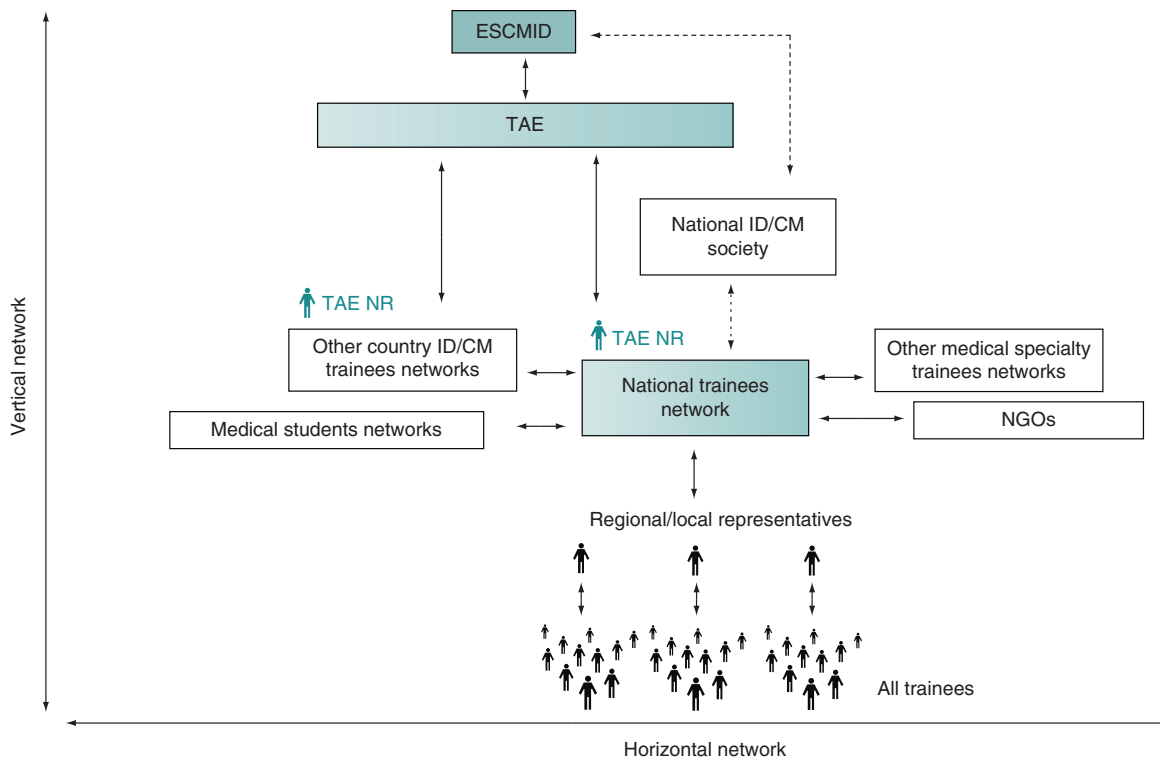 ESCMID
TAE
National ID/CM
society
TAE NR
TAE NR
Other country ID/CM
trainees networks
National trainees
network
Other medical specialty
trainees networks
Medical students networks
NGOs
Regional/local representatives
All trainees
Vertical network
Horizontal network